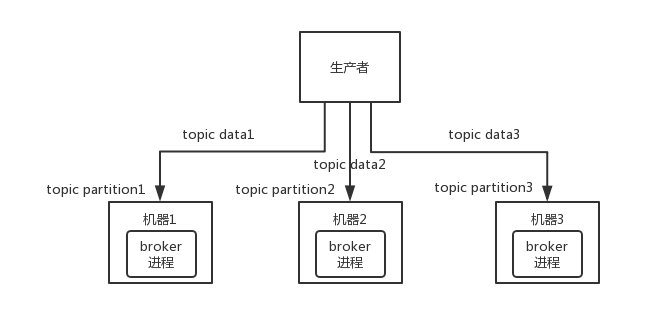 生产者
topic data1
topic data3
topic data2
topic partition1
topic partition2
topic partition3
机器1
机器2
机器3
broker
进程
broker
进程
broker
进程